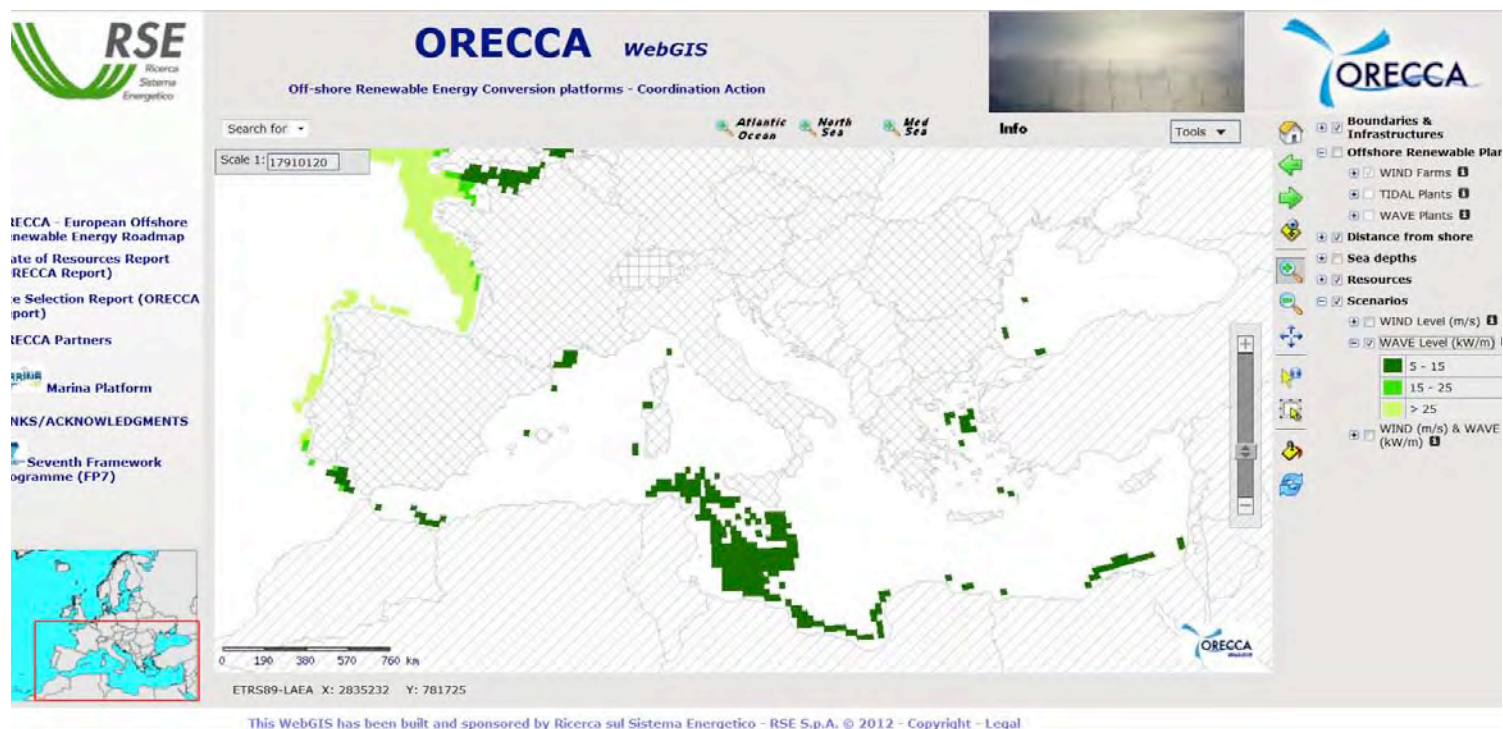 RSE
Ricerca
Sistema
Energetico
ORECCA WebGIS
Off-shore Renewable Energy Conversion platforms - Coordination Action
ORECCA
Search for
Atlantic
Ocean
North
Sea
Med
Sea
Info
Tools
Scale 1: 17910120
RECCA - European Offshore
newable Energy Roadmap
ate of Resources Report
RECCA Report)
e Selection Report (ORECCA
port)
RECCA Partners
Marina Platform
NKS/ACKNOWLEDGMENTS
Seventh Framework
ogramme (FP7)
Boundaries &
Infrastructures
Offshore Renewable Plan
WIND Farms
TIDAL Plants
WAVE Plants
Distance from shore
Sea depths
Resources
Scenarios
WIND Level (m/s)
WAVE Level (kW/m)
5 - 15
15 - 25
> 25
WIND (m/s) & WAVE
(kW/m)
0 190 380 570 760 km
ORECCA
ETRS89-LAEA X: 2835232 Y: 781725
This WebGIS has been built and sponsored by Ricerca sul Sistema Energetico - RSE S.p.A. © 2012 - Copyright - Legal